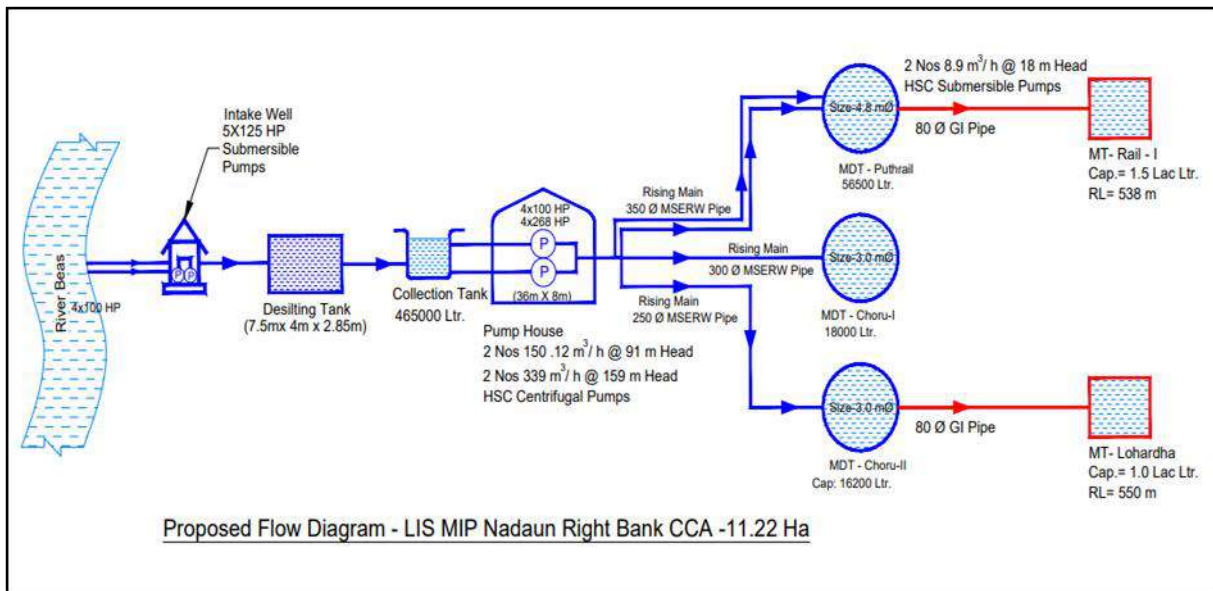 River Beas
4x100 HP
Intake Well
5X125 HP
Submersible
Pumps
P P
Desilting Tank
(7.5mx 4m x 2.85m)
Collection Tank
465000 Ltr.
4x100 HP
4x268 HP
P
P
(36m X 8m)
Pump House
2 Nos 150 .12 m³/ h @ 91 m Head
2 Nos 339 m³/ h @ 159 m Head
HSC Centrifugal Pumps
Rising Main
350 Ø MSERW Pipe
Rising Main
300 Ø MSERW Pipe
Rising Main
250 Ø MSERW Pipe
Size-4.8 mØ
MDT - Puthrail
56500 Ltr.
2 Nos 8.9 m³/ h @ 18 m Head
HSC Submersible Pumps
80 Ø GI Pipe
MT- Rail - I
Cap.= 1.5 Lac Ltr.
RL= 538 m
Size-3.0 mØ
MDT - Choru-I
18000 Ltr.
Size-3.0 mØ
MDT - Choru-II
Cap: 16200 Ltr.
80 Ø GI Pipe
MT- Lohardha
Cap.= 1.0 Lac Ltr.
RL= 550 m
Proposed Flow Diagram - LIS MIP Nadaun Right Bank CCA -11.22 Ha